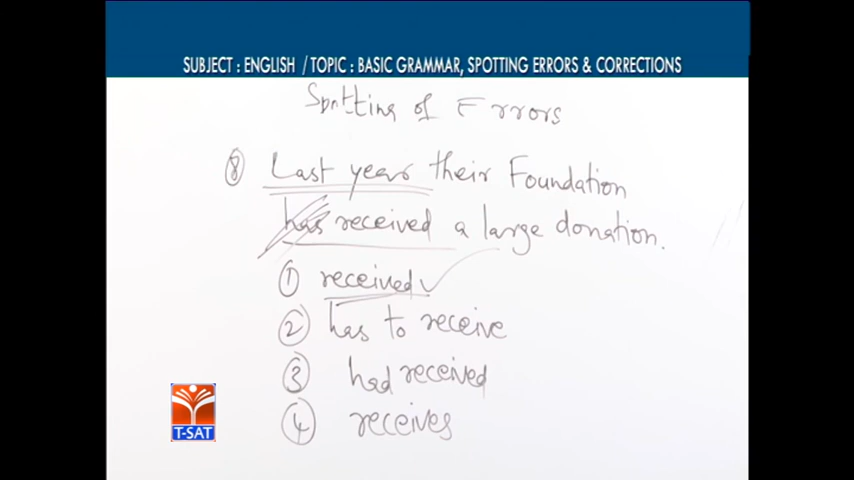 SUBJECT : ENGLISH / TOPIC : BASIC GRAMMAR, SPOTTING ERRORS & CORRECTIONS
Spotting of Errors
8 Last year their Foundation
has received a large donation.
1 received ✓
2 has to receive
3 had received
4 receives
T-SAT